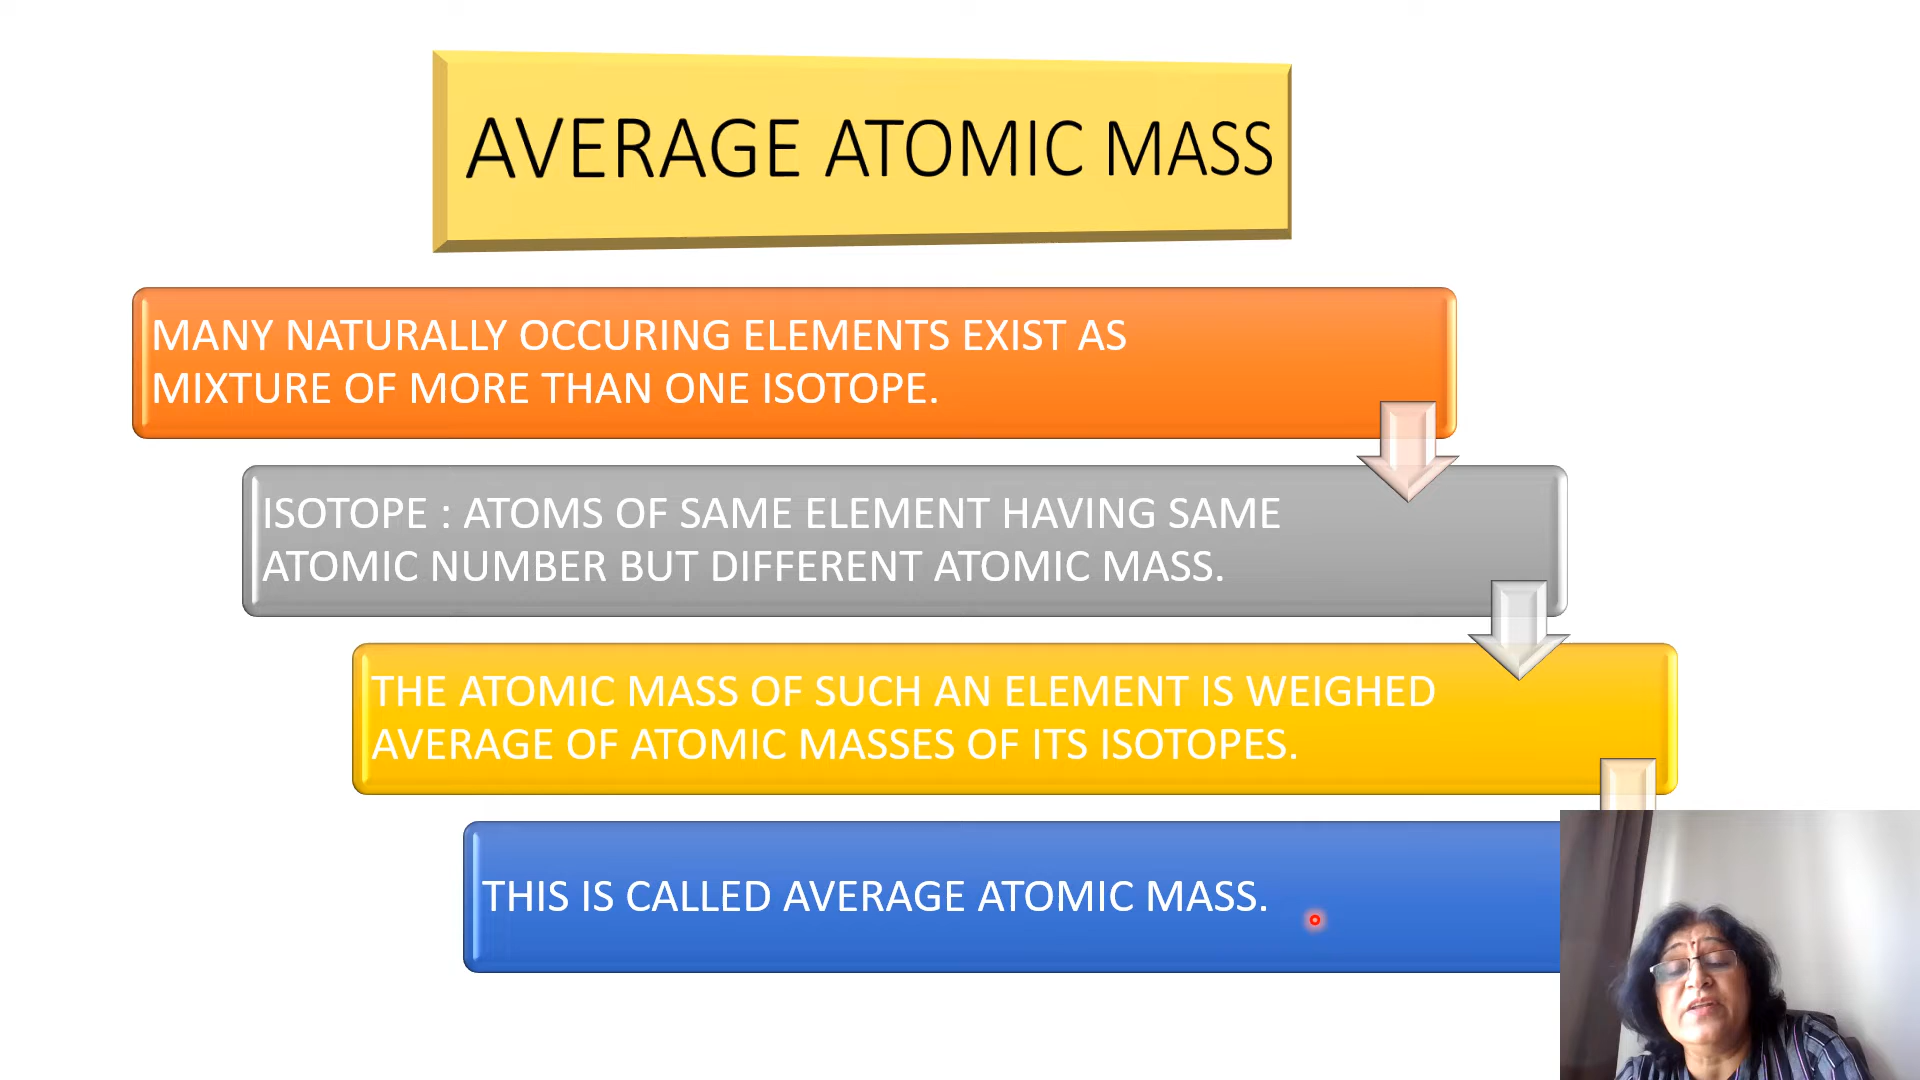 AVERAGE ATOMIC MASS
MANY NATURALLY OCCURING ELEMENTS EXIST AS
MIXTURE OF MORE THAN ONE ISOTOPE.
ISOTOPE : ATOMS OF SAME ELEMENT HAVING SAME
ATOMIC NUMBER BUT DIFFERENT ATOMIC MASS.
THE ATOMIC MASS OF SUCH AN ELEMENT IS WEIGHED
AVERAGE OF ATOMIC MASSES OF ITS ISOTOPES.
THIS IS CALLED AVERAGE ATOMIC MASS.